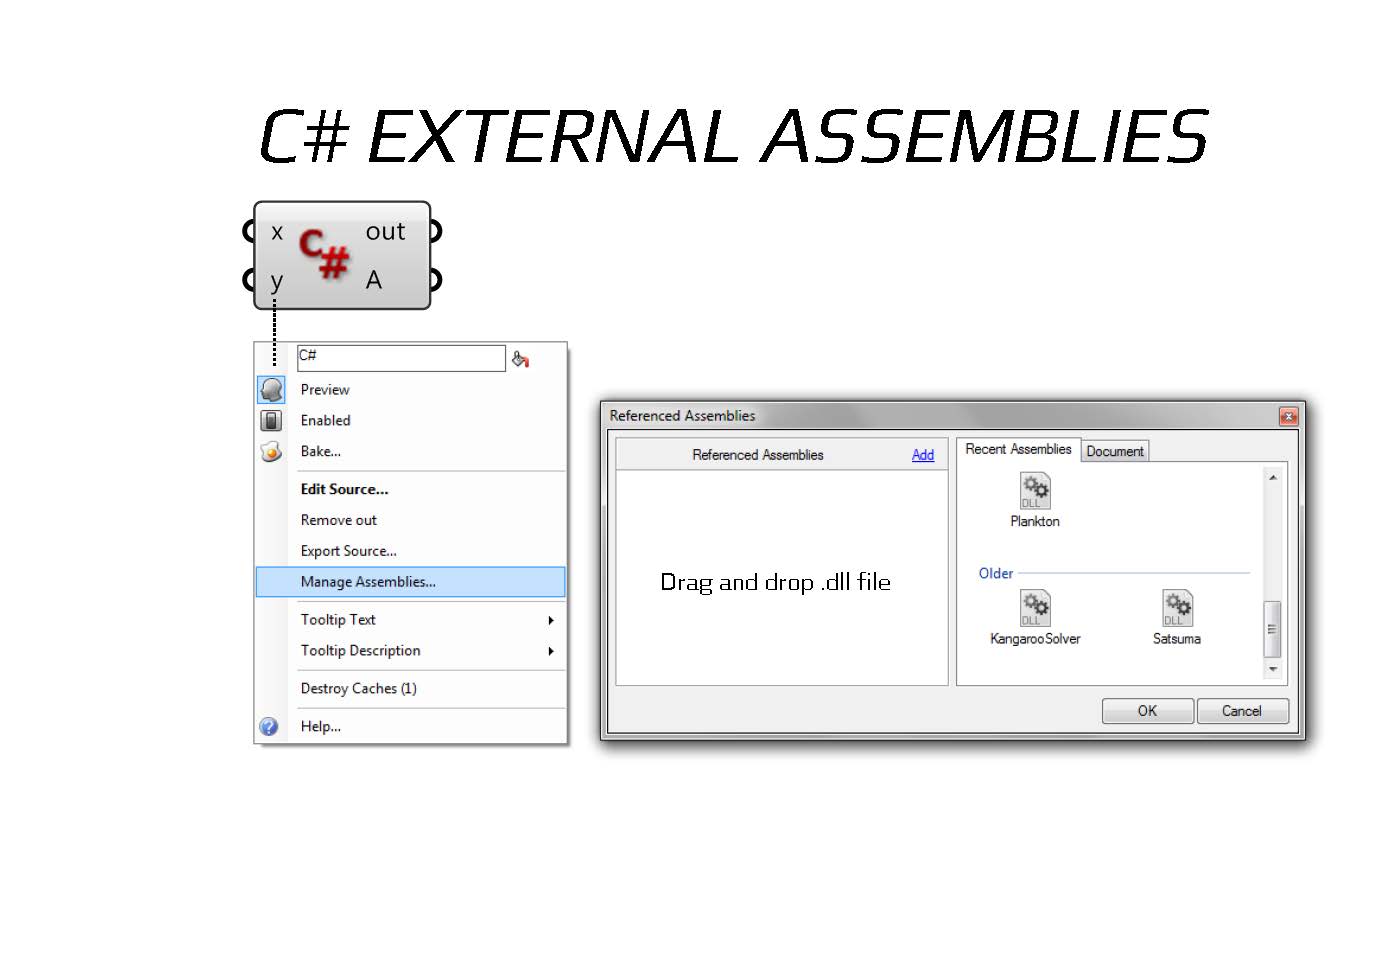 C# EXTERNAL ASSEMBLIES
x C# out
y A
C#
Preview
Enabled
Bake...
Edit Source...
Remove out
Export Source...
Manage Assemblies...
Tooltip Text
Tooltip Description
Destroy Caches (1)
Help...
Referenced Assemblies
Referenced Assemblies Add
Drag and drop .dll file
Recent Assemblies Document
DLL
Plankton
Older
DLL DLL
KangarooSolver Satsuma
OK Cancel